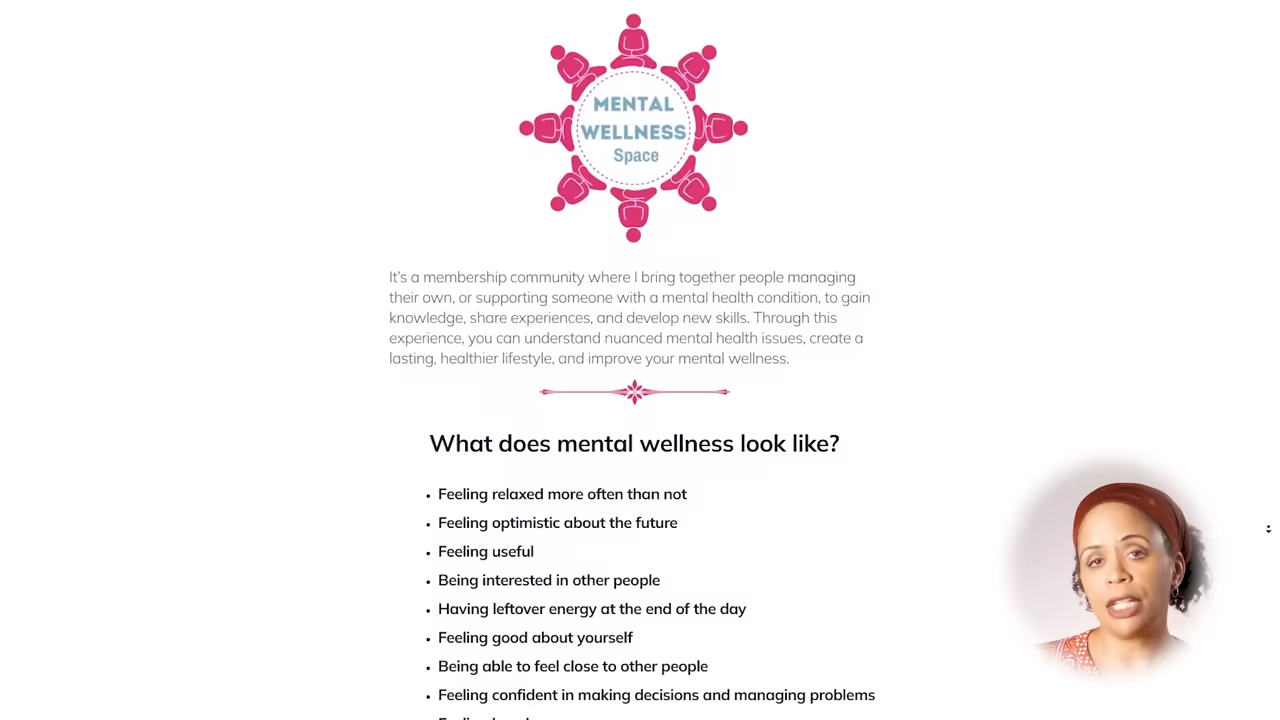 MENTAL
WELLNESS
Space
It's a membership community where I bring together people managing
their own, or supporting someone with a mental health condition, to gain
knowledge, share experiences, and develop new skills. Through this
experience, you can understand nuanced mental health issues, create a
lasting, healthier lifestyle, and improve your mental wellness.
What does mental wellness look like?
• Feeling relaxed more often than not
• Feeling optimistic about the future
• Feeling useful
• Being interested in other people
• Having leftover energy at the end of the day
• Feeling good about yourself
• Being able to feel close to other people
• Feeling confident in making decisions and managing problems